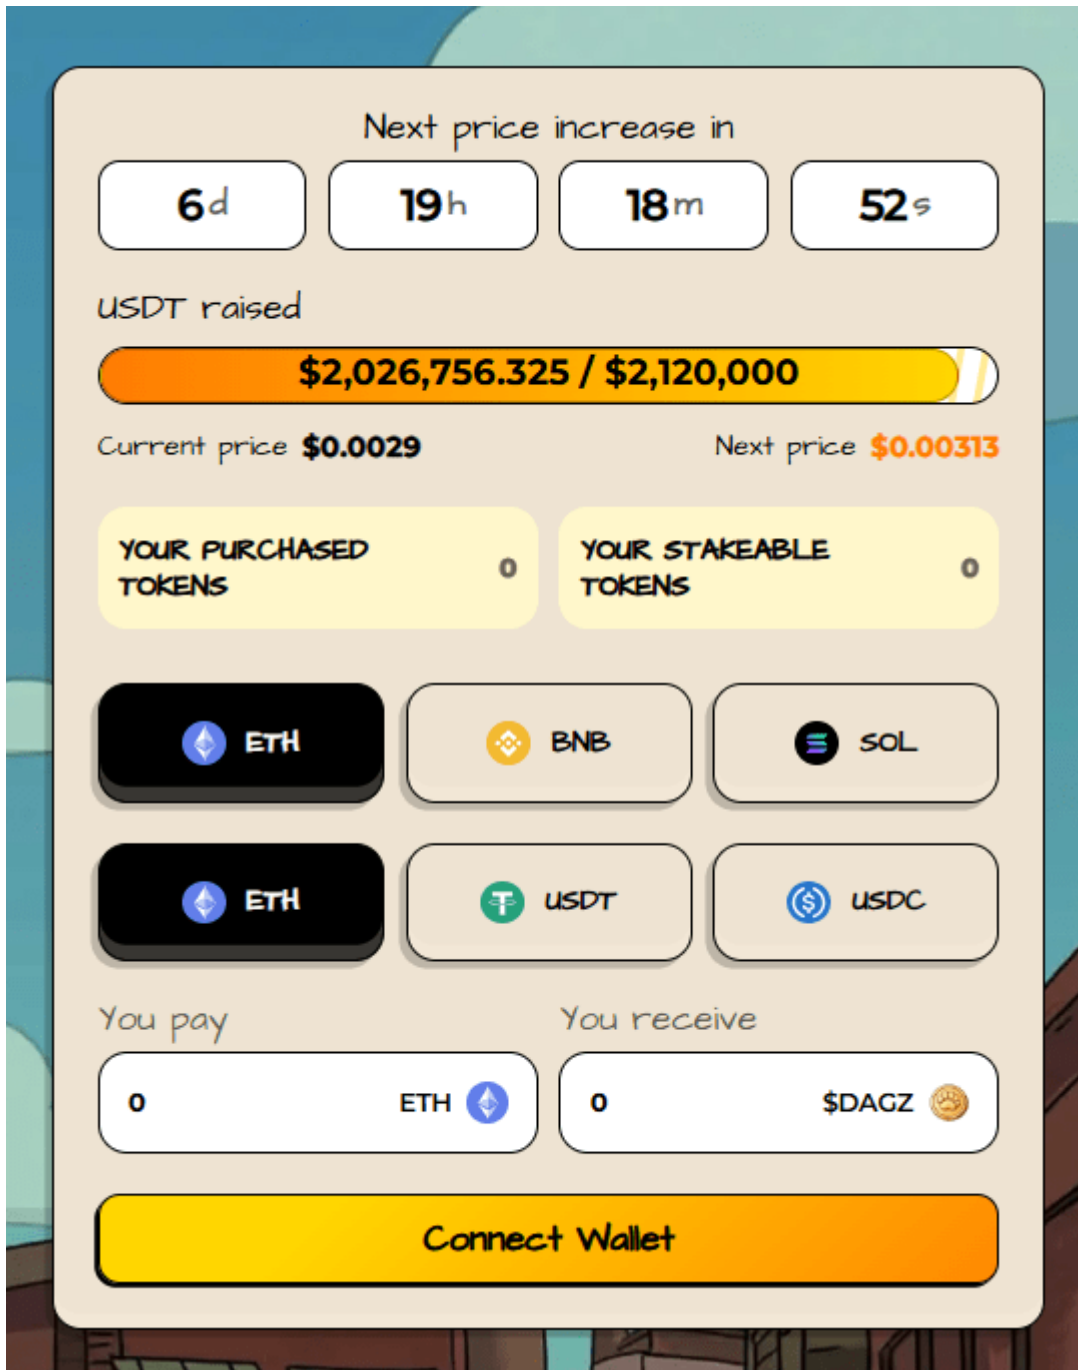 Next price increase in
6d 19h 18m 52s
USDT raised
$2,026,756.325 / $2,120,000
Current price $0.0029 Next price $0.00313
YOUR PURCHASED
TOKENS
0
YOUR STAKEABLE
TOKENS
0
ETH BNB SOL
ETH USDT USDC
You pay You receive
0 ETH 0 $DAGZ
Connect Wallet